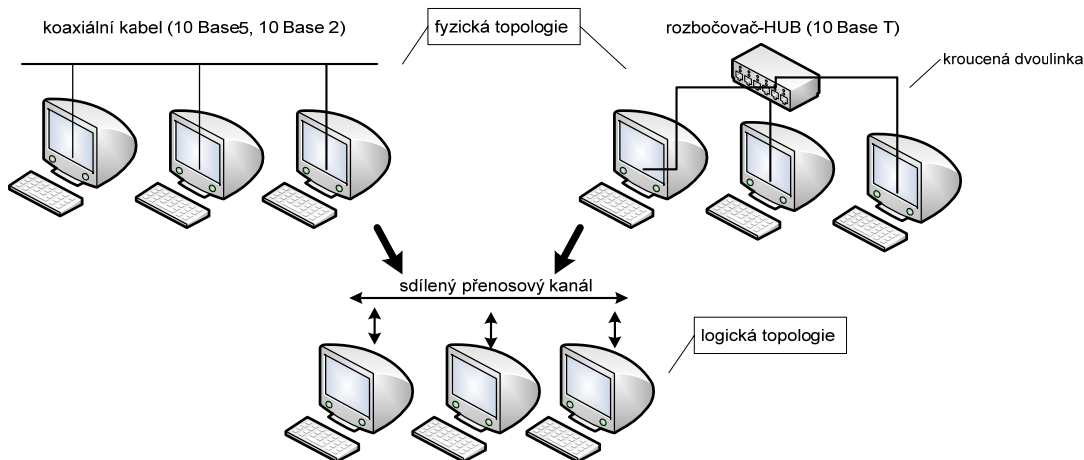 koaxiální kabel (10 Base5, 10 Base 2)
fyzická topologie
rozbočovač-HUB (10 Base T)
kroucená dvoulinka
sdílený přenosový kanál
logická topologie